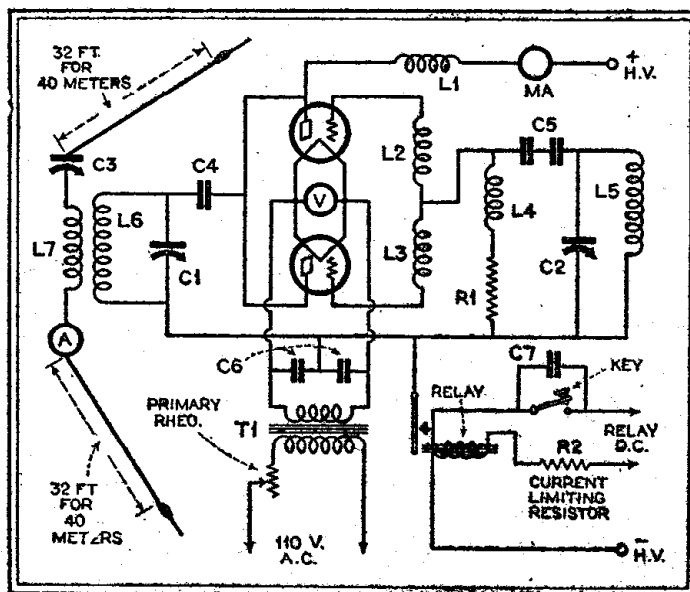 32 FT.
FOR
40 METERS
C3
L7
L6
C1
C4
A
32 FT
FOR
40
METERS
V
L1
MA
+
H.V.
L2
L3
C5
L4
L5
R1
C2
C6
T1
PRIMARY
RHEO.
110 V.
A.C.
C7
KEY
RELAY
RELAY
D.C.
R2
CURRENT
LIMITING
RESISTOR
-
H.V.